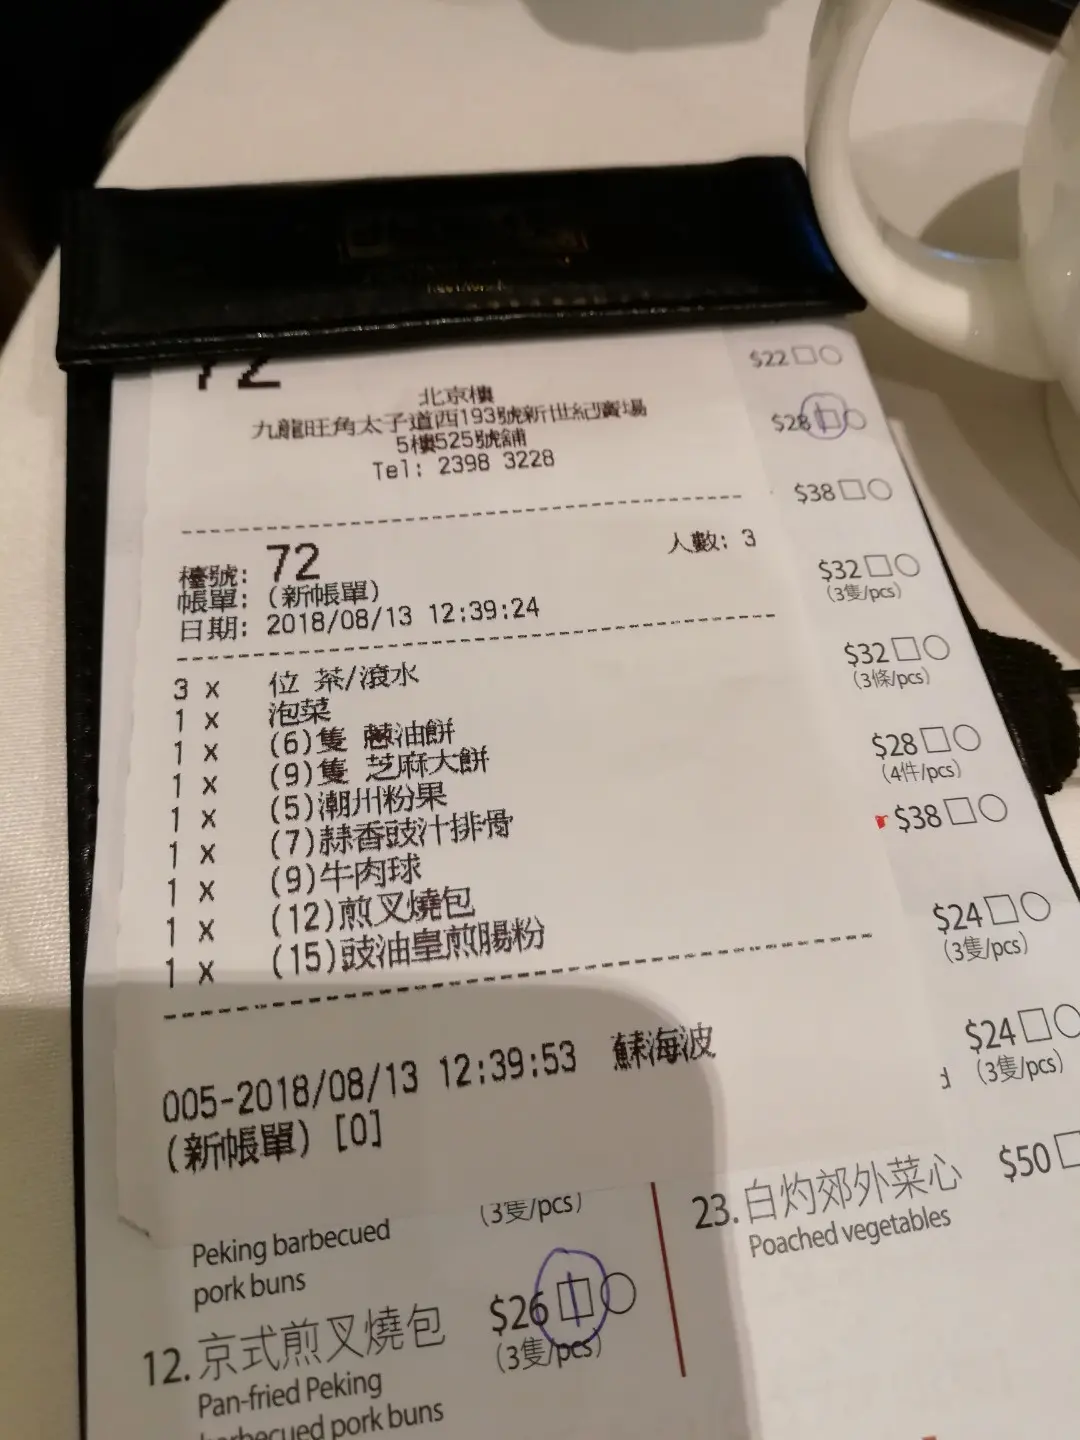 72
北京樓
九龍旺角太子道西193號新世紀廣場
5樓525號舖
Tel: 2398 3228
檯號: 72
人數: 3
帳單: (新帳單)
日期: 2018/08/13 12:39:24
3 x 位 茶/滾水
1 x 泡菜
1 x (6)隻 蔥油餅
1 x (9)隻 芝麻大餅
1 x (5)潮州粉果
1 x (7)蒜香豉汁排骨
1 x (9)牛肉球
1 x (12)煎叉燒包
1 x (15)豉油皇煎腸粉
005-2018/08/13 12:39:53 蘇海波
(新帳單) [0]
$22
$28
$38
$32
(3隻/pcs)
$32
(3條/pcs)
$28
(4件/pcs)
$38
$24
(3隻/pcs)
$24
(3隻/pcs)
(3隻/pcs)
Peking barbecued
pork buns
12. 京式煎叉燒包 $26
(3隻/pcs)
Pan-fried Peking
barbecued pork buns
23. 白灼郊外菜心 $50
Poached vegetables